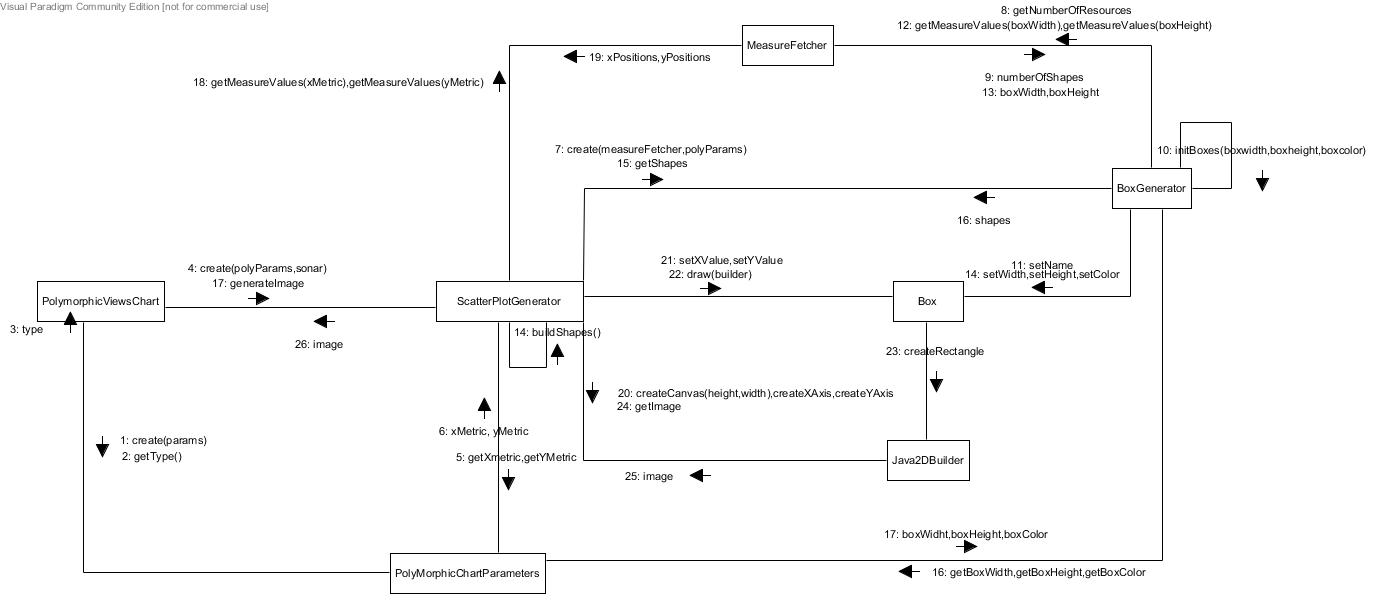 Visual Paradigm Community Edition [not for commercial use]
8: getNumberOfResources
12: getMeasureValues(boxWidth),getMeasureValues(boxHeight)
MeasureFetcher
19: xPositions,yPositions
18: getMeasureValues(xMetric),getMeasureValues(yMetric)
9: numberOfShapes
13: boxWidth,boxHeight
7: create(measureFetcher,polyParams)
15: getShapes
10: initBoxes(boxwidth,boxheight,boxcolor)
BoxGenerator
16: shapes
21: setXValue,setYValue
22: draw(builder)
11: setName
14: setWidth,setHeight,setColor
4: create(polyParams,sonar)
17: generateImage
PolymorphicViewsChart
ScatterPlotGenerator
Box
3: type
26: image
14: buildShapes()
23: createRectangle
20: createCanvas(height,width),createXAxis,createYAxis
24: getImage
6: xMetric, yMetric
1: create(params)
2: getType()
5: getXmetric,getYMetric
Java2DBuilder
25: image
17: boxWidht,boxHeight,boxColor
PolyMorphicChartParameters
16: getBoxWidth,getBoxHeight,getBoxColor